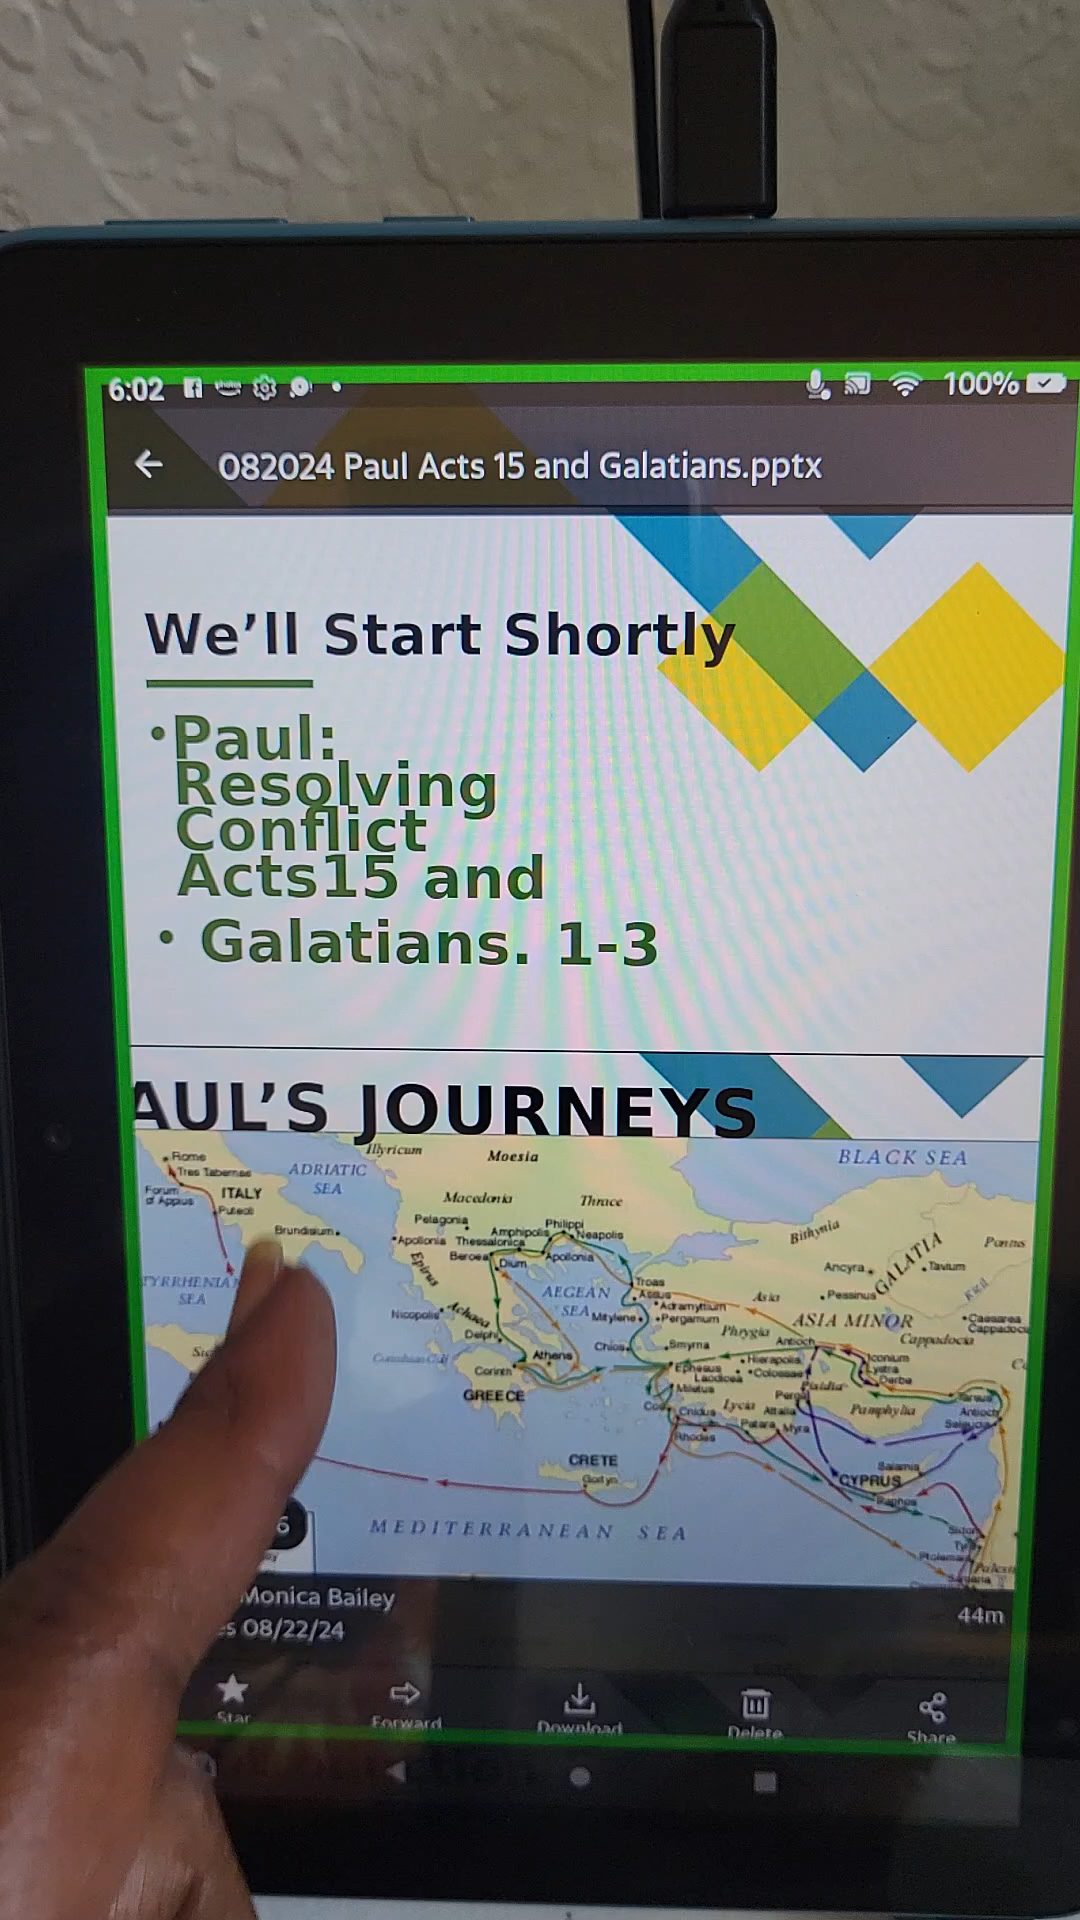 6:02 100%
082024 Paul Acts 15 and Galatians.pptx
We'll Start Shortly
•Paul:
Resolving
Conflict
Acts15 and
• Galatians. 1-3
AUL'S JOURNEYS
Illyricum Moesia BLACK SEA
Rome
Tres Tabernae
ADRIATIC
SEA
Forum
of Appius
ITALY
Puteoli
Macedonia Thrace
Brundisium
Pelagonia
Philippi
Amphipolis Neapolis
Apollonia Thessalonica
Beroea Apollonia
Dium
Epirus
Bithynia
GALATIA
Pontus
Ancyra Tavium
TYRRHENIAN
SEA
AEGEAN
SEA
Troas
Assus
Adramyttium
Asia
Pessinus
Mitylene Pergamum
ASIA MINOR
Caesarea
Cappadocia
Nicopolis Achaea
Delphi
Phrygia
Antioch
Cappadocia
Chios Smyrna
Athens
Corinth
GREECE
Ephesus
Hierapolis
Laodicea Colossae
Iconium
Lystra
Derbe
Miletus
Pisidia
Perga
Tarsus
Cos Cnidus
Lycia Attalia
Pamphylia
Antioch
Seleucia
Patara Myra
Rhodes
CRETE
Gortyn
Salamis
CYPRUS
Paphos
MEDITERRANEAN SEA
Sidon
6
Monica Bailey
08/22/24
44m
Star Forward Download Delete Share